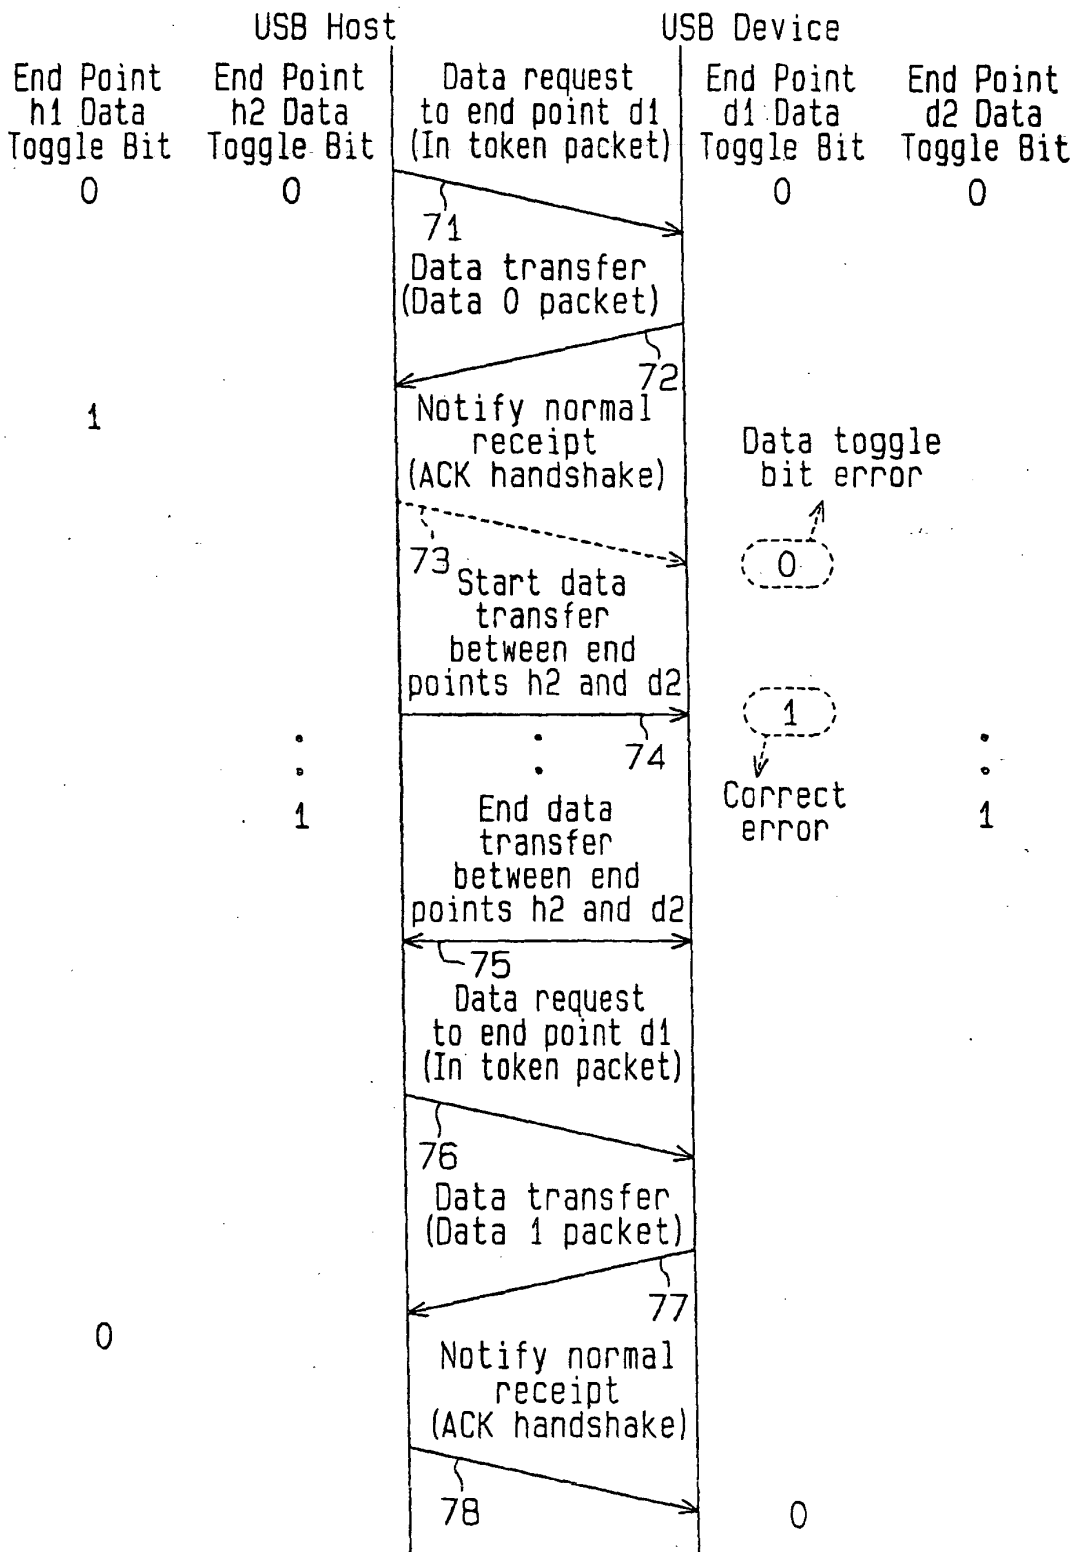 USB Host
USB Device
End Point
h1 Data
Toggle Bit
0
End Point
h2 Data
Toggle Bit
0
Data request
to end point d1
(In token packet)
End Point
d1 Data
Toggle Bit
0
End Point
d2 Data
Toggle Bit
0
71
Data transfer
(Data 0 packet)
72
1
Notify normal
receipt
(ACK handshake)
Data toggle
bit error
73
0
Start data
transfer
between end
points h2 and d2
74
1
Correct
error
1
1
End data
transfer
between end
points h2 and d2
75
Data request
to end point d1
(In token packet)
76
Data transfer
(Data 1 packet)
77
0
Notify normal
receipt
(ACK handshake)
78
0